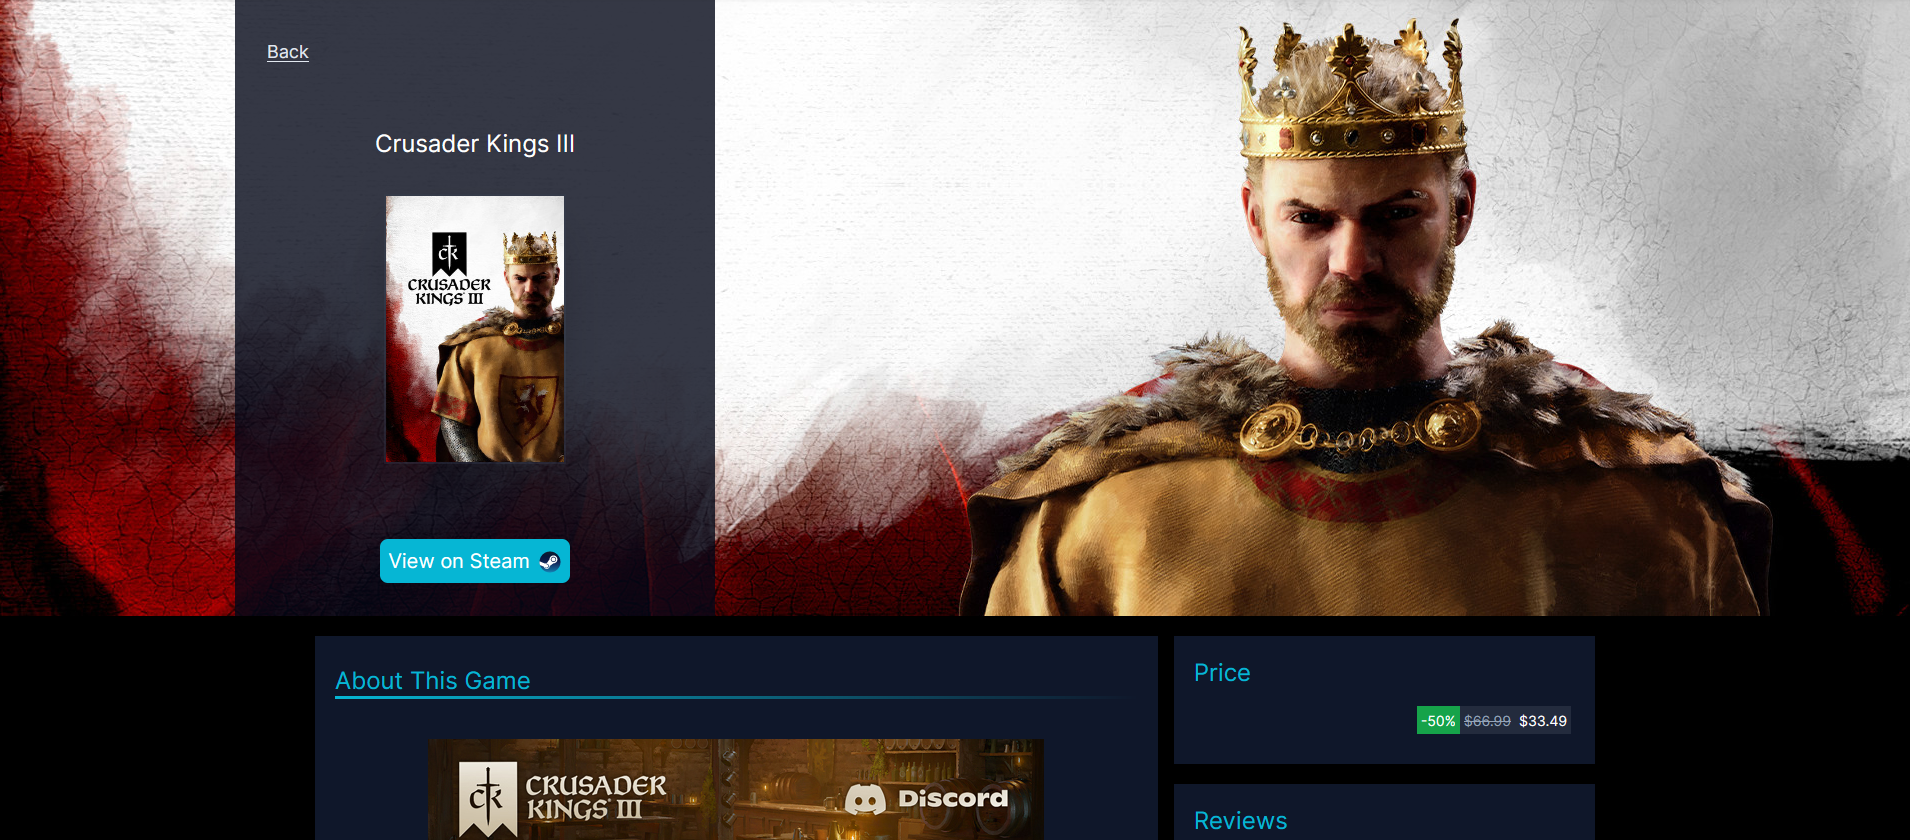 Back
Crusader Kings III
CK
CRUSADER
KINGS III
View on Steam
About This Game
CK
CRUSADER
KINGS III
Discord
Price
-50% $66.99 $33.49
Reviews